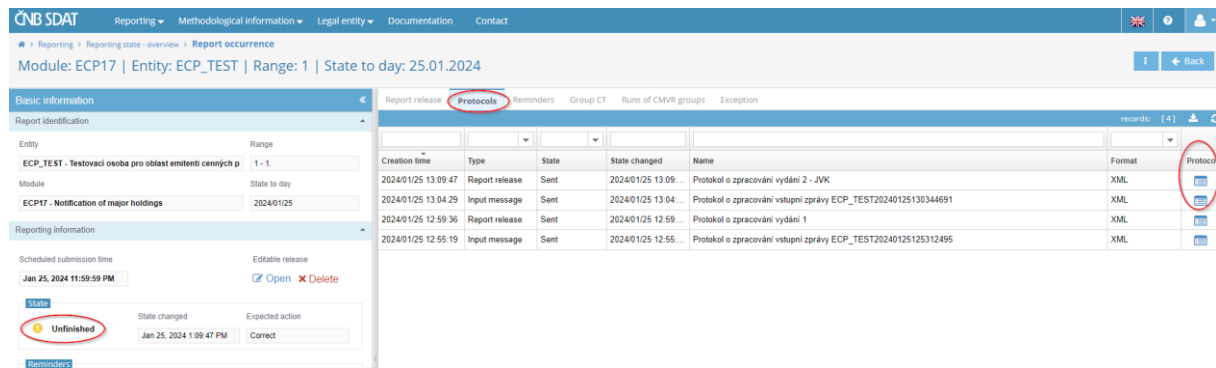 ČNB SDAT Reporting Methodological information Legal entity Documentation Contact
Reporting > Reporting state - overview > Report occurrence
Module: ECP17 | Entity: ECP_TEST | Range: 1 | State to day: 25.01.2024
Back
Basic information
Report identification
Entity Range
ECP_TEST - Testovací osoba pro oblast emitenti cenných p 1 - 1.
Module State to day
ECP17 - Notification of major holdings 2024/01/25
Reporting information
Scheduled submission time Editable release
Jan 25, 2024 11:59:59 PM Open Delete
State
State changed Expected action
Unfinished Jan 25, 2024 1:09:47 PM Correct
Reminders
Report release Protocols Reminders Group CT Runs of CMVR groups Exception
records: [4]
Creation time Type State State changed Name Format Protocol
2024/01/25 13:09:47 Report release Sent 2024/01/25 13:09:... Protokol o zpracování vydání 2 - JVK XML
2024/01/25 13:04:29 Input message Sent 2024/01/25 13:04:... Protokol o zpracování vstupní zprávy ECP_TEST20240125130344691 XML
2024/01/25 12:59:36 Report release Sent 2024/01/25 12:59:... Protokol o zpracování vydání 1 XML
2024/01/25 12:55:19 Input message Sent 2024/01/25 12:55:... Protokol o zpracování vstupní zprávy ECP_TEST20240125125312495 XML